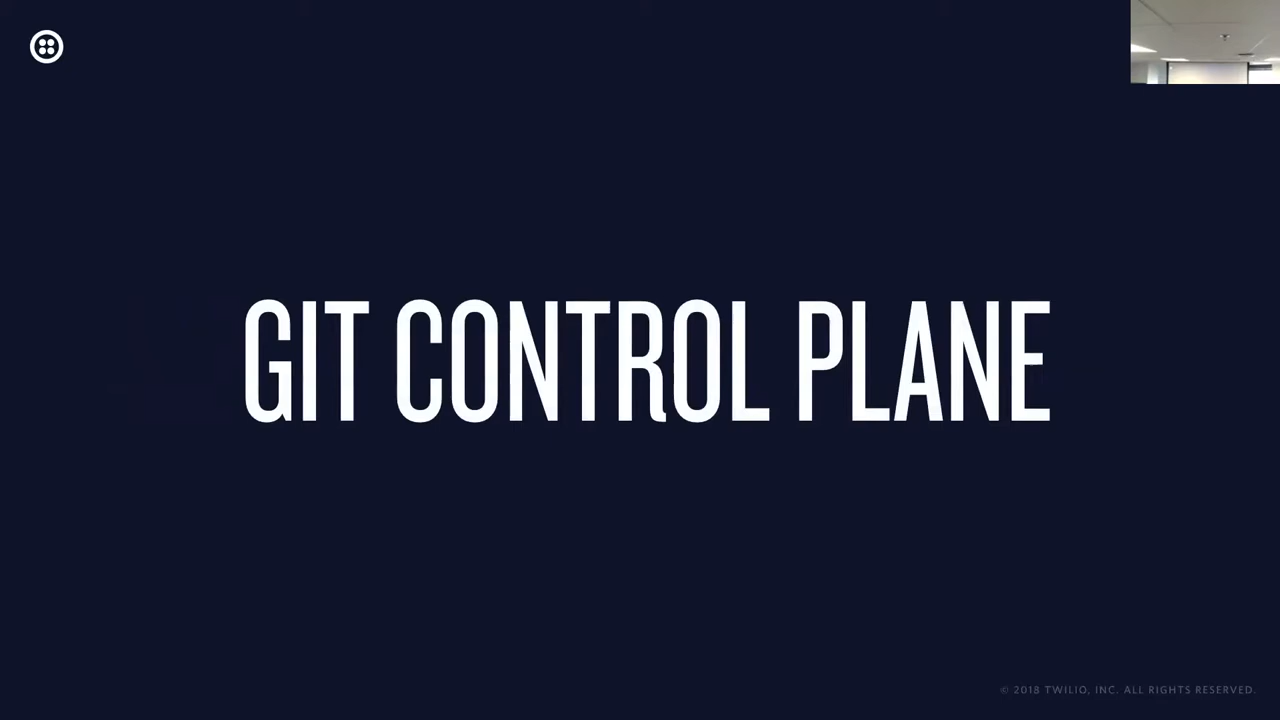 GIT CONTROL PLANE
© 2018 TWILIO, INC. ALL RIGHTS RESERVED.